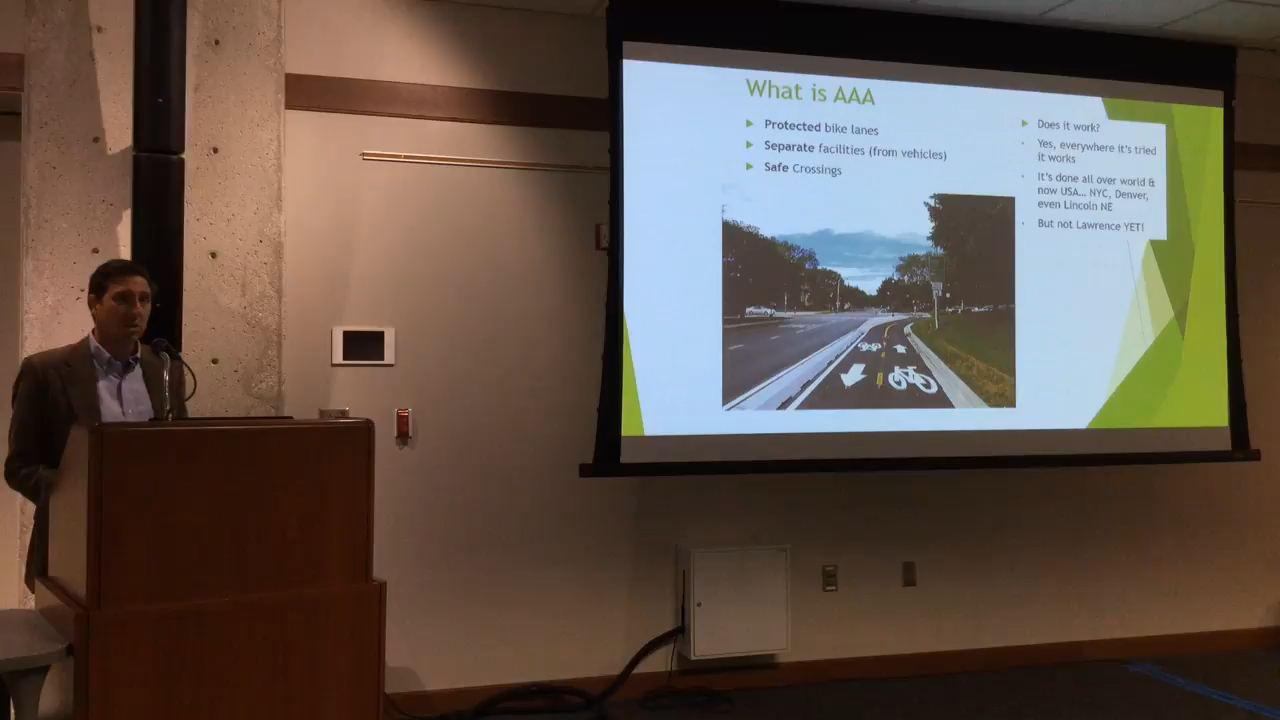 What is AAA
Protected bike lanes
Separate facilities (from vehicles)
Safe Crossings
Does it work?
Yes, everywhere it's tried
it works
It's done all over world &
now USA... NYC, Denver,
even Lincoln NE
But not Lawrence YET!